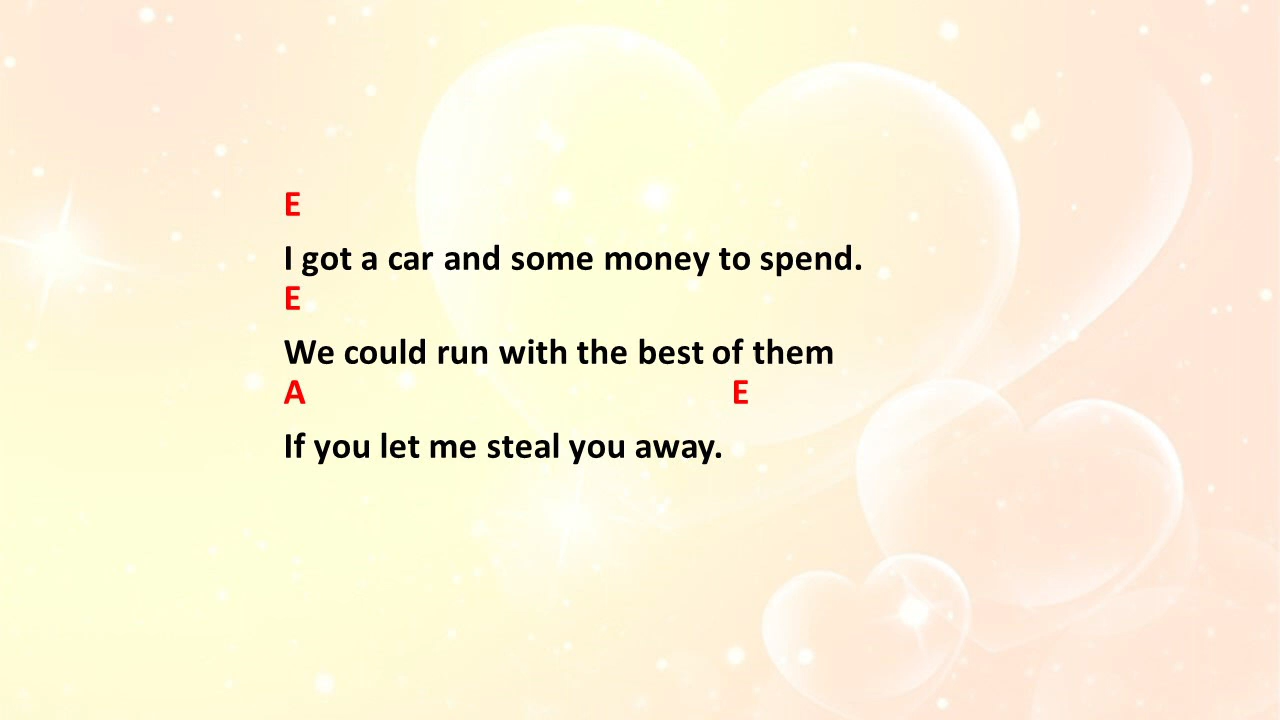 E
I got a car and some money to spend.
E
We could run with the best of them
A E
If you let me steal you away.